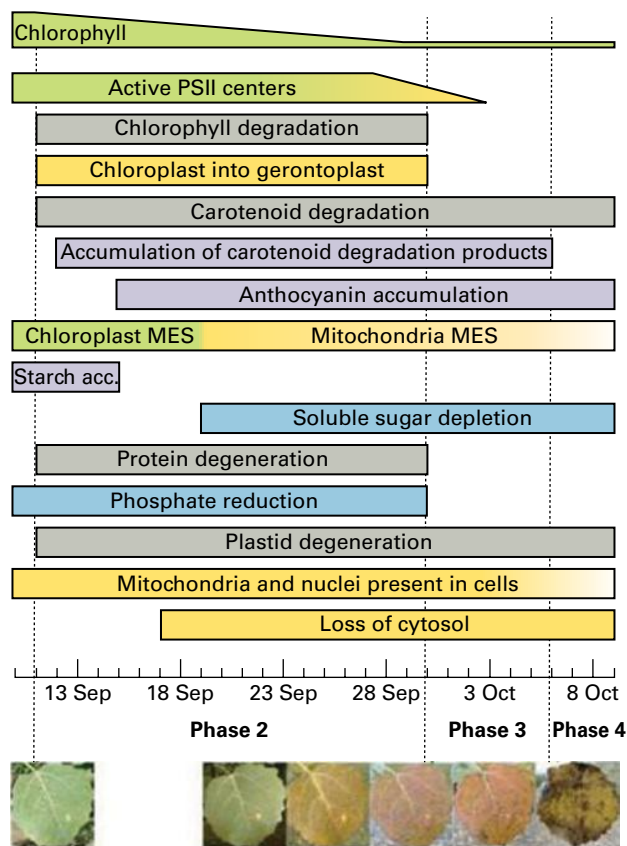 Chlorophyll
Active PSII centers
Chlorophyll degradation
Chloroplast into gerontoplast
Carotenoid degradation
Accumulation of carotenoid degradation products
Anthocyanin accumulation
Chloroplast MES Mitochondria MES
Starch acc.
Soluble sugar depletion
Protein degeneration
Phosphate reduction
Plastid degeneration
Mitochondria and nuclei present in cells
Loss of cytosol
13 Sep 18 Sep 23 Sep 28 Sep 3 Oct 8 Oct
Phase 2 Phase 3 Phase 4